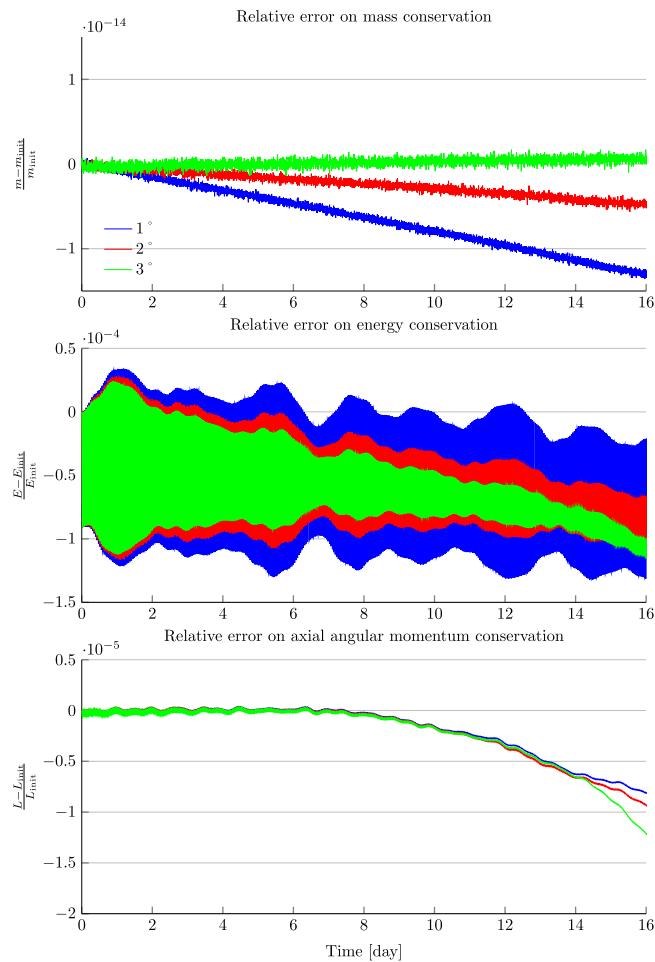 Relative error on mass conservation
·10⁻¹⁴
1
0
−1
m−m_init
m_init
1°
2°
3°
0 2 4 6 8 10 12 14 16
Relative error on energy conservation
·10⁻⁴
0.5
0
−0.5
−1
−1.5
E−E_init
E_init
0 2 4 6 8 10 12 14 16
Relative error on axial angular momentum conservation
·10⁻⁵
0.5
0
−0.5
−1
−1.5
−2
L−L_init
L_init
0 2 4 6 8 10 12 14 16
Time [day]